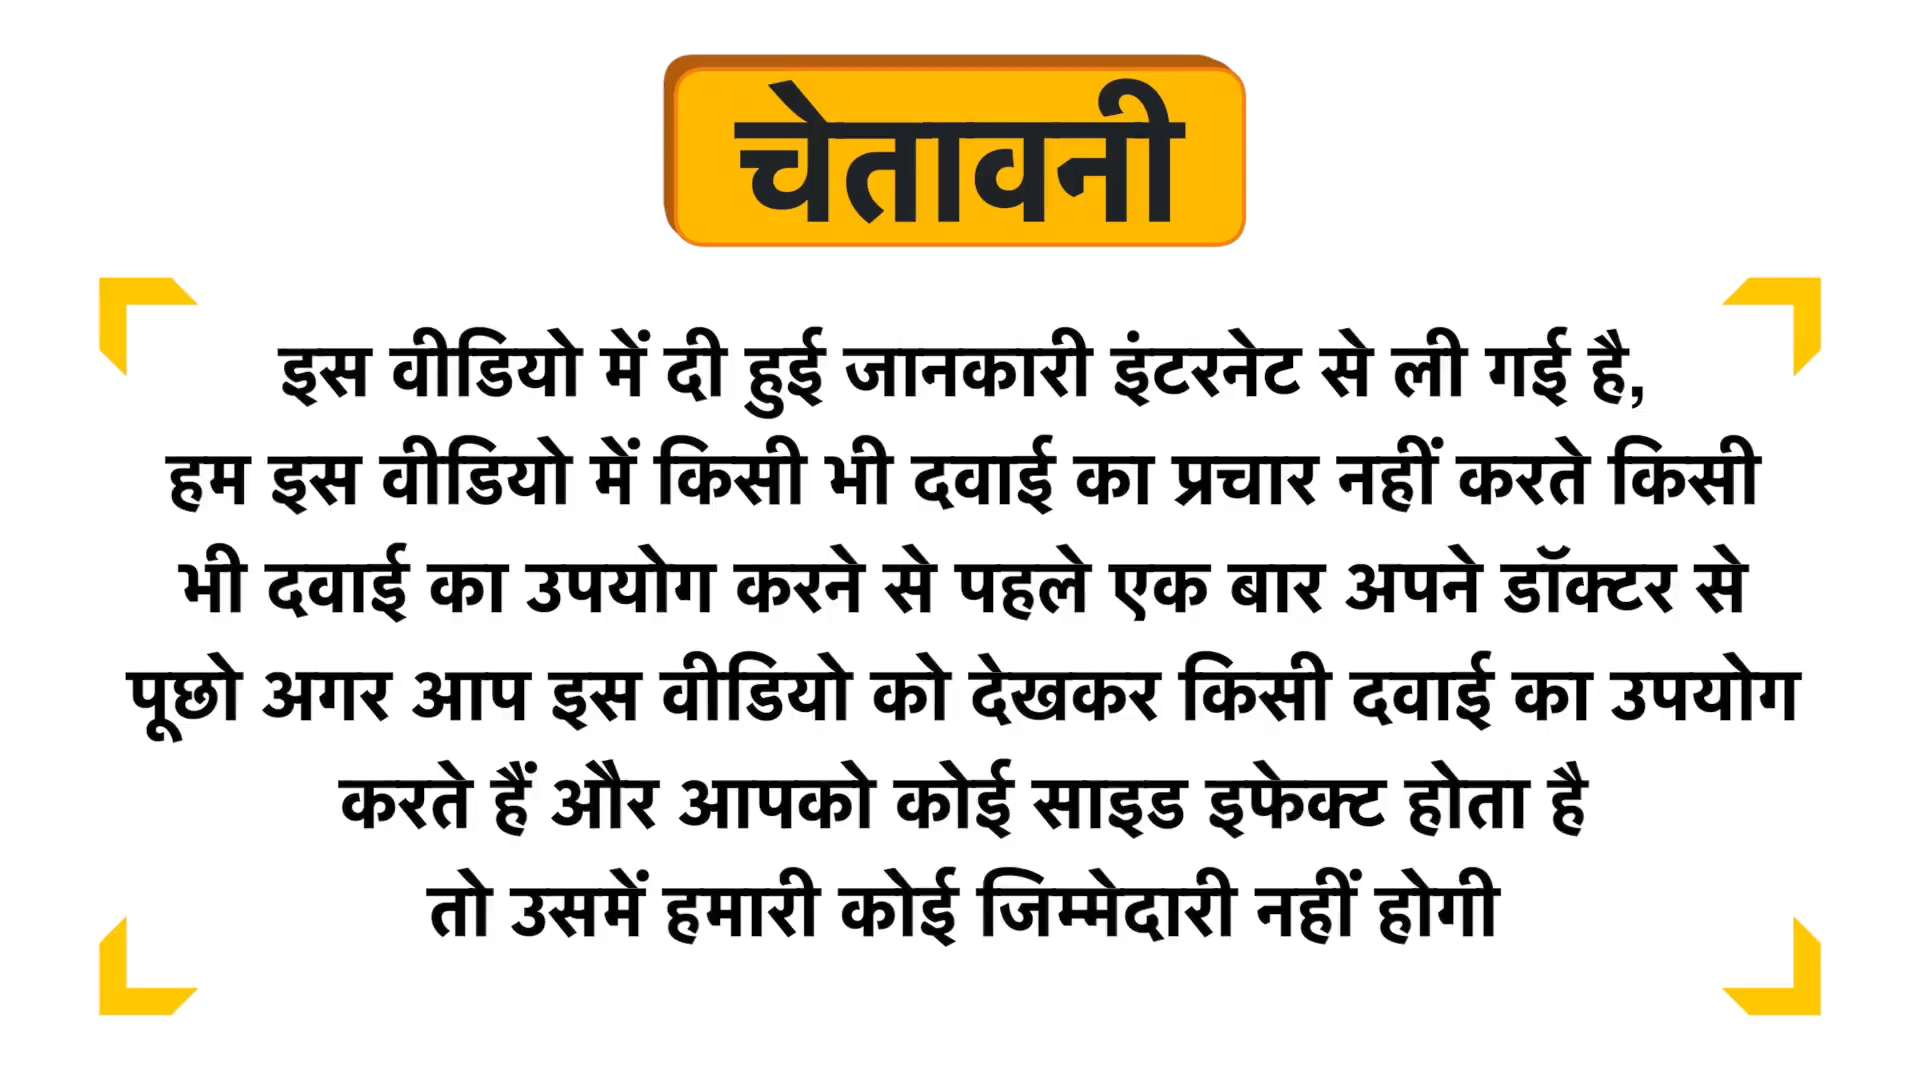 चेतावनी
इस वीडियो में दी हुई जानकारी इंटरनेट से ली गई है,
हम इस वीडियो में किसी भी दवाई का प्रचार नहीं करते किसी
भी दवाई का उपयोग करने से पहले एक बार अपने डॉक्टर से
पूछो अगर आप इस वीडियो को देखकर किसी दवाई का उपयोग
करते हैं और आपको कोई साइड इफेक्ट होता है
तो उसमें हमारी कोई जिम्मेदारी नहीं होगी